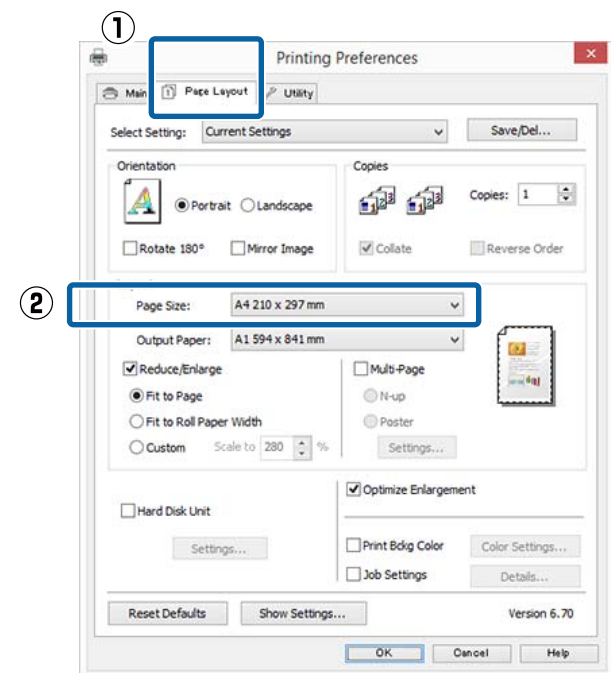 ①
Printing Preferences
Main Page Layout Utility
Select Setting: Current Settings Save/Del...
Orientation Copies
Portrait Landscape Copies: 1
Rotate 180° Mirror Image Collate Reverse Order
②
Page Size: A4 210 x 297 mm
Output Paper: A1 594 x 841 mm
Reduce/Enlarge Multi-Page
Fit to Page N-up
Fit to Roll Paper Width Poster
Custom Scale to 280 % Settings...
Optimize Enlargement
Hard Disk Unit
Settings... Print Bckg Color Color Settings...
Job Settings Details...
Reset Defaults Show Settings... Version 6.70
OK Cancel Help